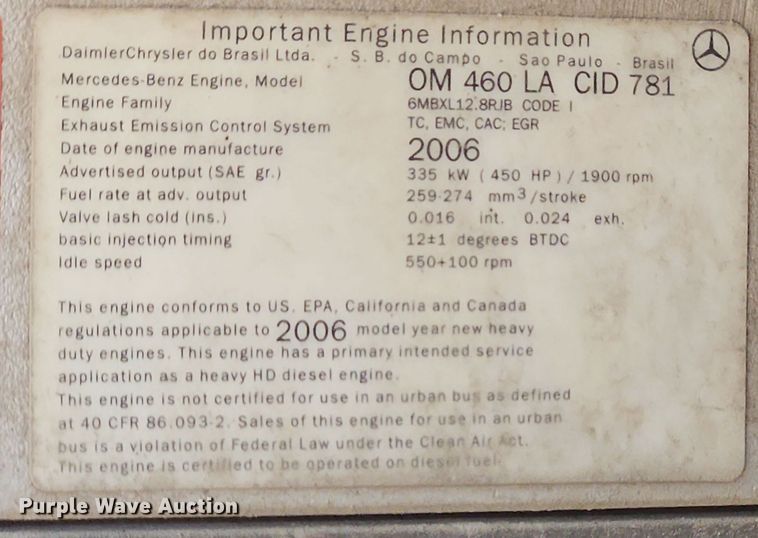 Important Engine Information
DaimlerChrysler do Brasil Ltda. - S. B. do Campo - Sao Paulo - Brasil
Mercedes-Benz Engine, Model OM 460 LA CID 781
Engine Family 6MBXL12.8RJB CODE I
Exhaust Emission Control System TC, EMC, CAC; EGR
Date of engine manufacture 2006
Advertised output (SAE gr.) 335 kW ( 450 HP ) / 1900 rpm
Fuel rate at adv. output 259-274 mm3/stroke
Valve lash cold (ins.) 0.016 int. 0.024 exh.
basic injection timing 12±1 degrees BTDC
Idle speed 550+100 rpm
This engine conforms to US. EPA, California and Canada
regulations applicable to 2006 model year new heavy
duty engines. This engine has a primary intended service
application as a heavy HD diesel engine.
This engine is not certified for use in an urban bus as defined
at 40 CFR 86.093-2. Sales of this engine for use in an urban
bus is a violation of Federal Law under the Clean Air Act.
This engine is certified to be operated on diesel fuel.
Purple Wave Auction